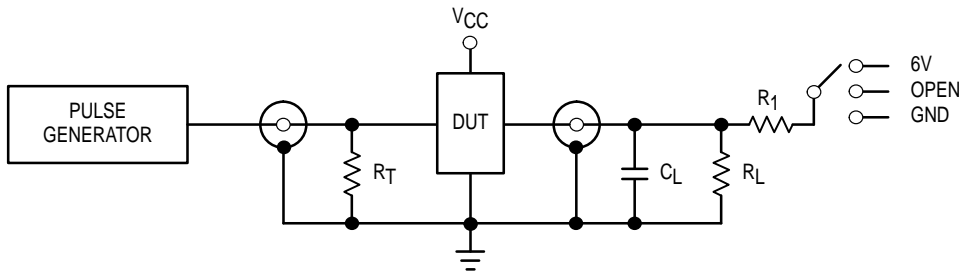 VCC
PULSE
GENERATOR
DUT
RT
CL
RL
R1
6V
OPEN
GND